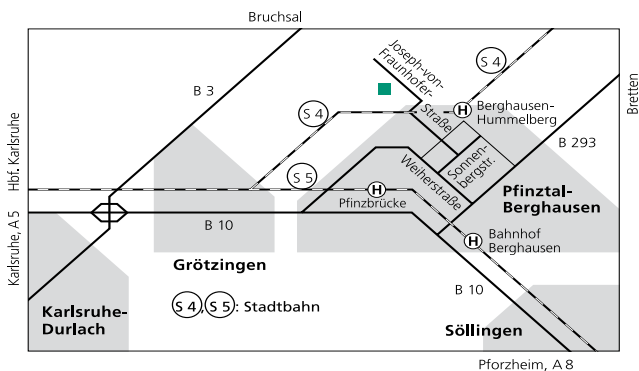 Bruchsal
Joseph-von-
Fraunhofer-
Straße
S 4
Bretten
B 3
S 4
H
Berghausen-
Hummelberg
B 293
Hbf, Karlsruhe
S 5
H
Pfinzbrücke
Weiherstraße
Sonnen-
bergstr.
Pfinztal-
Berghausen
Karlsruhe, A 5
B 10
H
Bahnhof
Berghausen
Grötzingen
B 10
S 4, S 5: Stadtbahn
Karlsruhe-
Durlach
Söllingen
Pforzheim, A 8